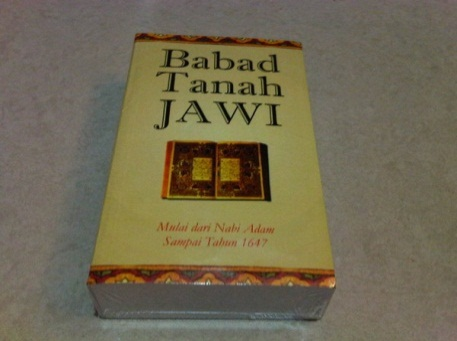 Babad
Tanah
JAWI
Mulai dari Nabi Adam
Sampai Tahun 1647